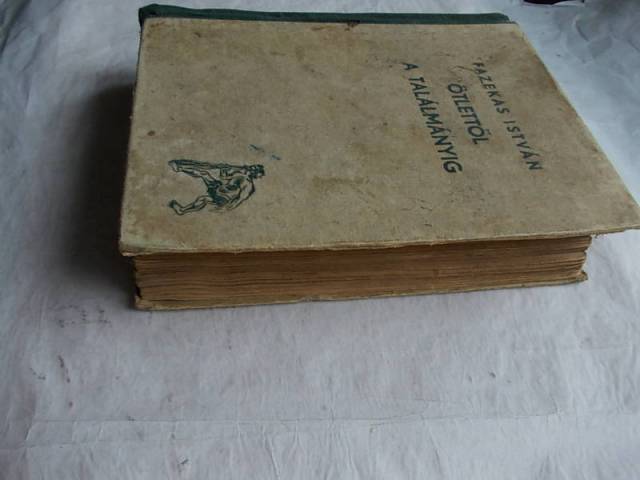 FAZEKAS ISTVÁN
ÖTLETTŐL
A TALÁLMÁNYIG